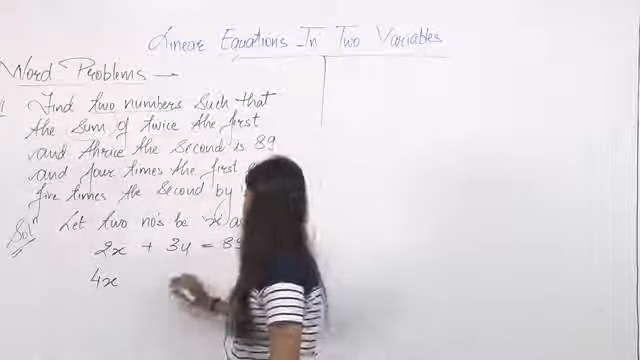 Linear Equations In Two Variables
Word Problems →
Find two numbers such that
the sum of twice the first
and thrice the second is 89
and four times the first
five times the second by
Solⁿ Let two no's be 'x'
2x + 3y = 89
4x